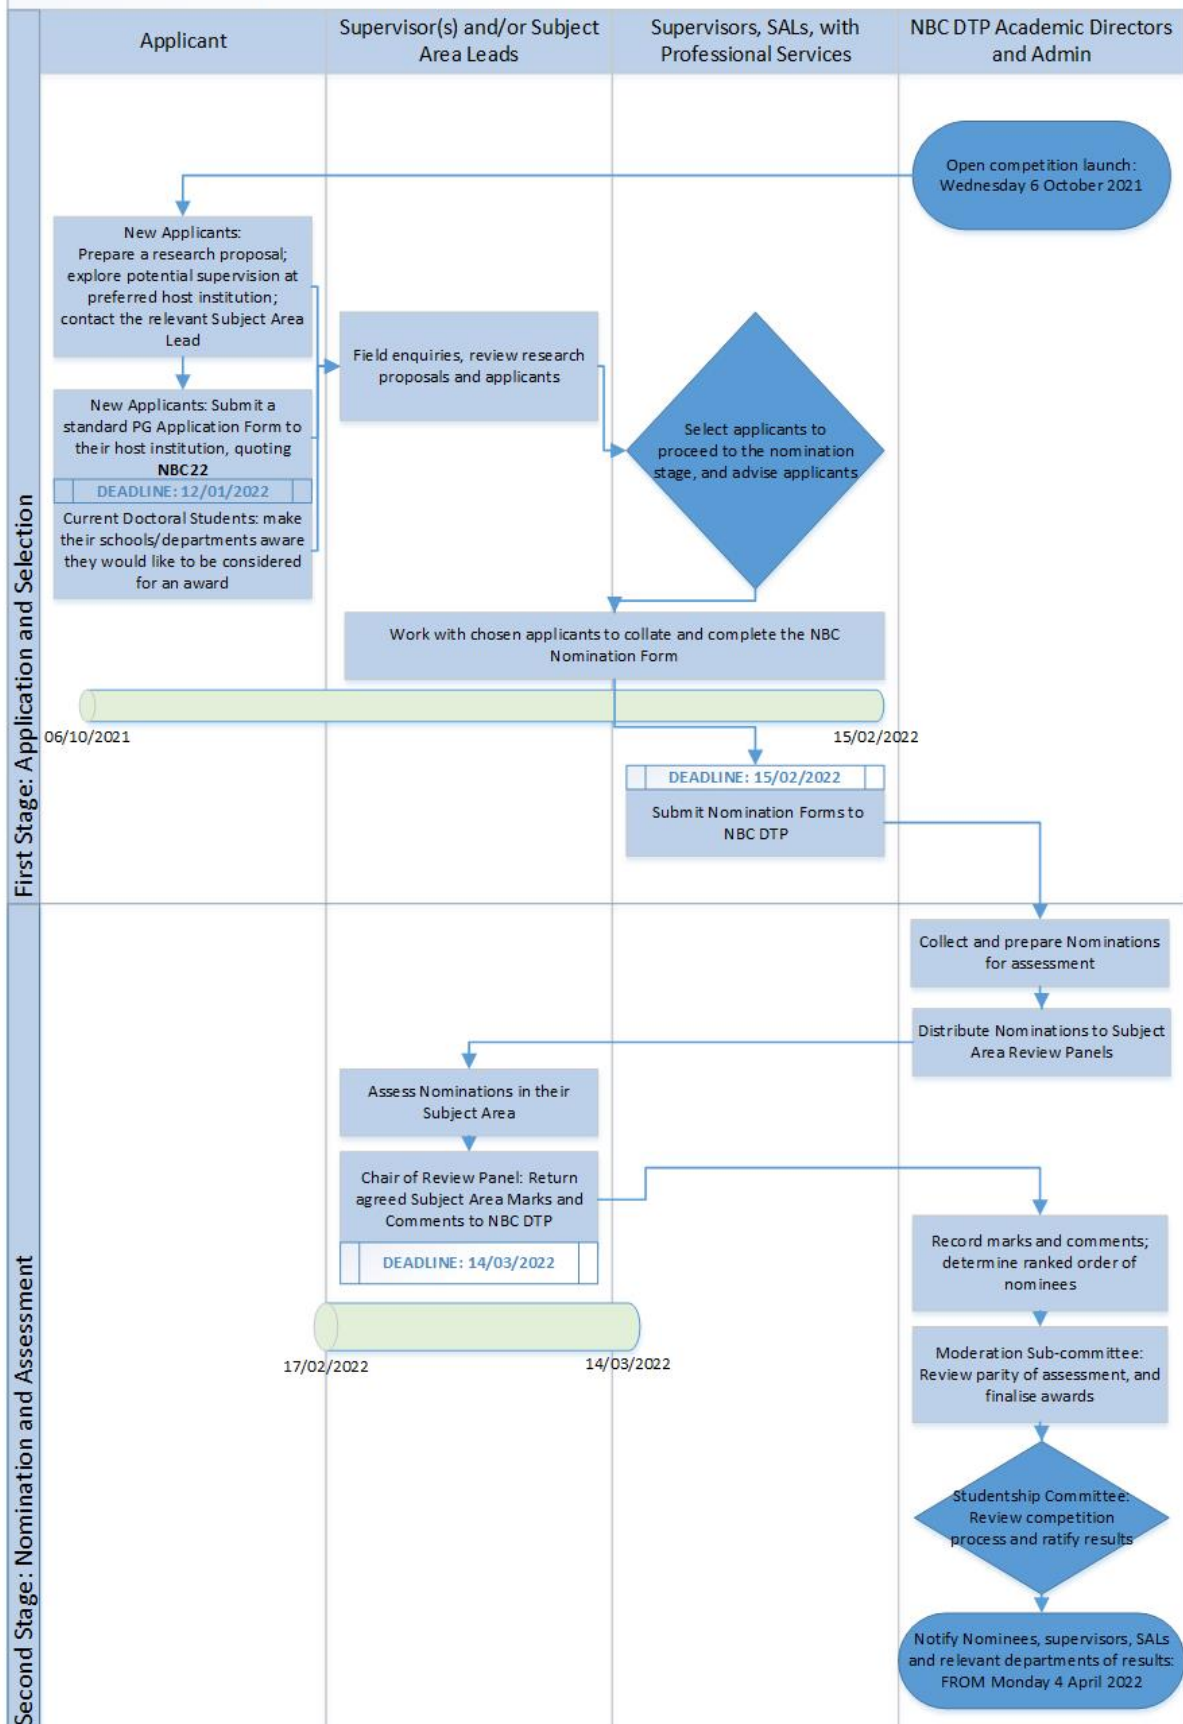 Applicant
Supervisor(s) and/or Subject
Area Leads
Supervisors, SALs, with
Professional Services
NBC DTP Academic Directors
and Admin
First Stage: Application and Selection
Open competition launch:
Wednesday 6 October 2021
New Applicants:
Prepare a research proposal;
explore potential supervision at
preferred host institution;
contact the relevant Subject Area
Lead
Field enquiries, review research
proposals and applicants
Select applicants to
proceed to the nomination
stage, and advise applicants
New Applicants: Submit a
standard PG Application Form to
their host institution, quoting
NBC22
DEADLINE: 12/01/2022
Current Doctoral Students: make
their schools/departments aware
they would like to be considered
for an award
Work with chosen applicants to collate and complete the NBC
Nomination Form
06/10/2021
15/02/2022
DEADLINE: 15/02/2022
Submit Nomination Forms to
NBC DTP
Second Stage: Nomination and Assessment
Collect and prepare Nominations
for assessment
Distribute Nominations to Subject
Area Review Panels
Assess Nominations in their
Subject Area
Chair of Review Panel: Return
agreed Subject Area Marks and
Comments to NBC DTP
DEADLINE: 14/03/2022
17/02/2022
14/03/2022
Record marks and comments;
determine ranked order of
nominees
Moderation Sub-committee:
Review parity of assessment, and
finalise awards
Studentship Committee:
Review competition
process and ratify results
Notify Nominees, supervisors, SALs
and relevant departments of results:
FROM Monday 4 April 2022